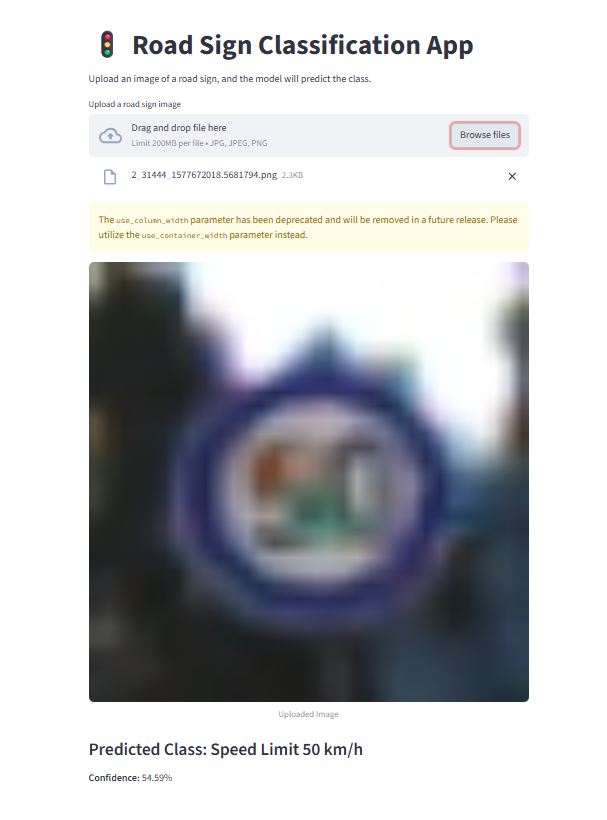 Road Sign Classification App
Upload an image of a road sign, and the model will predict the class.
Upload a road sign image
Drag and drop file here
Limit 200MB per file • JPG, JPEG, PNG
Browse files
2_31444_1577672018.5681794.png 2.3KB
The use_column_width parameter has been deprecated and will be removed in a future release. Please
utilize the use_container_width parameter instead.
Uploaded Image
Predicted Class: Speed Limit 50 km/h
Confidence: 54.59%